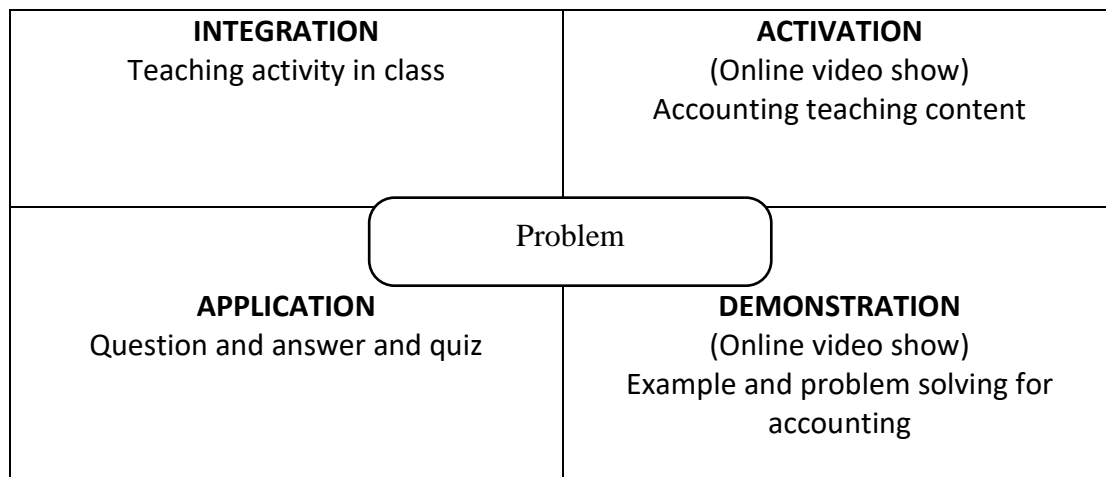 INTEGRATION
Teaching activity in class
ACTIVATION
(Online video show)
Accounting teaching content
Problem
APPLICATION
Question and answer and quiz
DEMONSTRATION
(Online video show)
Example and problem solving for
accounting